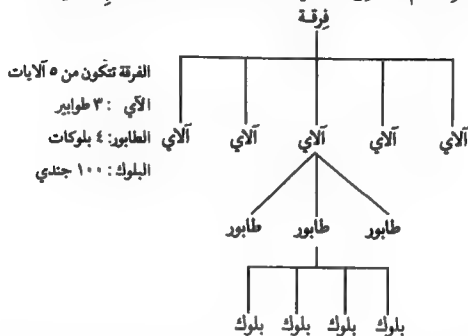 فرقة
الفرقة تتكون من ٥ آلايات
الآي : ٣ طوابير
الطابور: ٤ بلوكات
البلوك : ١٠٠ جندي
آلاي آلاي آلاي آلاي آلاي
طابور طابور طابور
بلوك بلوك بلوك بلوك